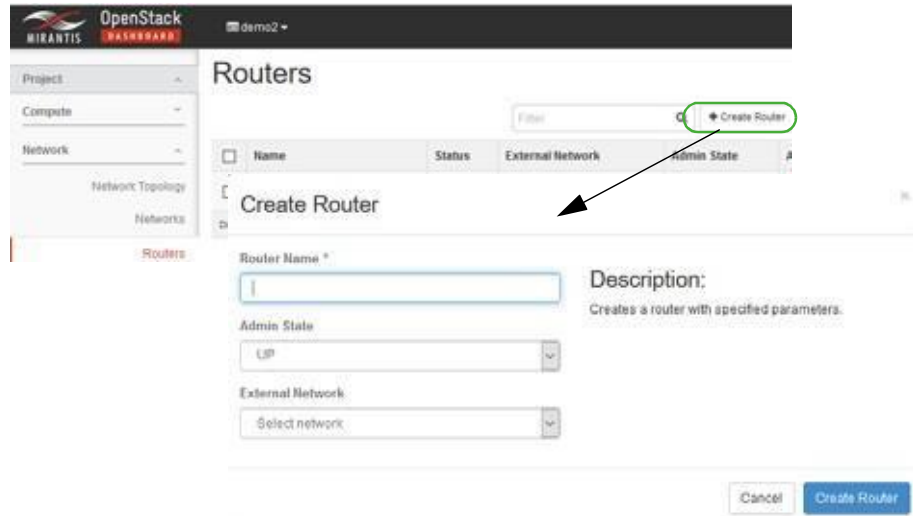 MIRANTIS
OpenStack
DASHBOARD
demo2
Project
Compute
Network
Network Topology
Networks
Routers
Routers
Filter
Create Router
Name Status External Network Admin State
Create Router
Router Name *
Admin State
UP
External Network
Select network
Description:
Creates a router with specified parameters.
Cancel Create Router